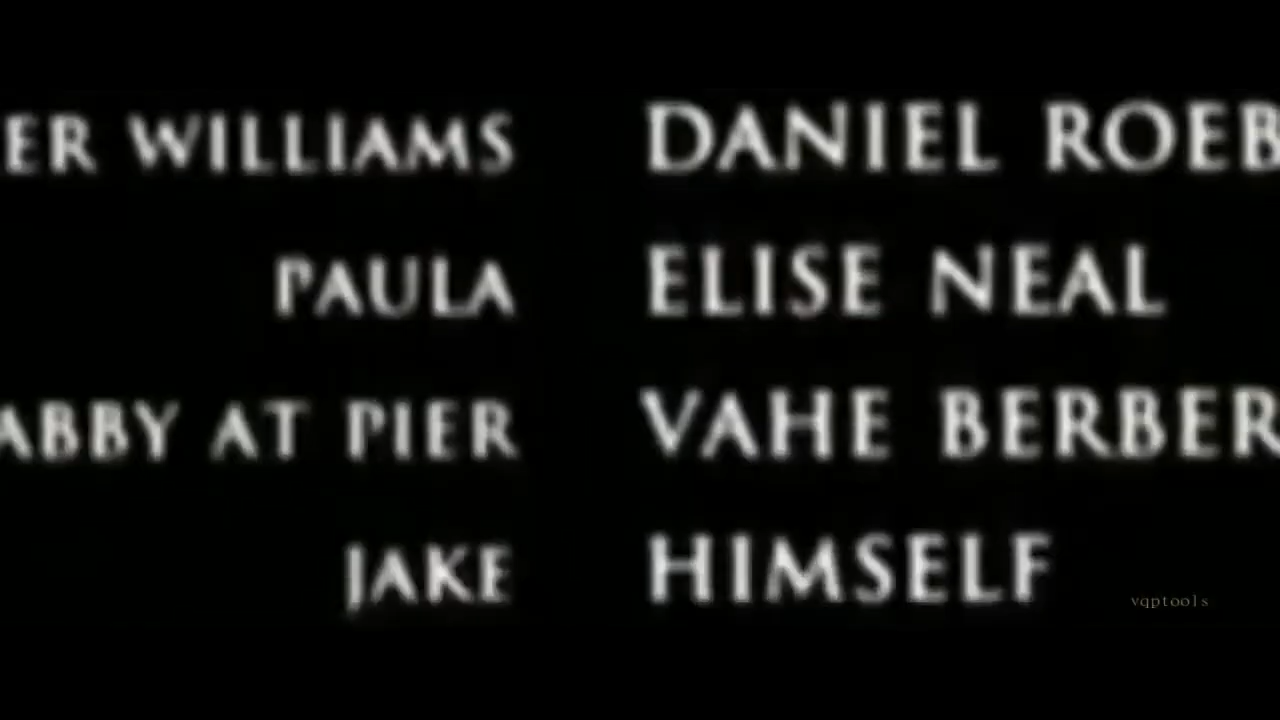 ER WILLIAMS DANIEL ROEB
PAULA ELISE NEAL
ABBY AT PIER VAHE BERBER
JAKE HIMSELF
vqptools